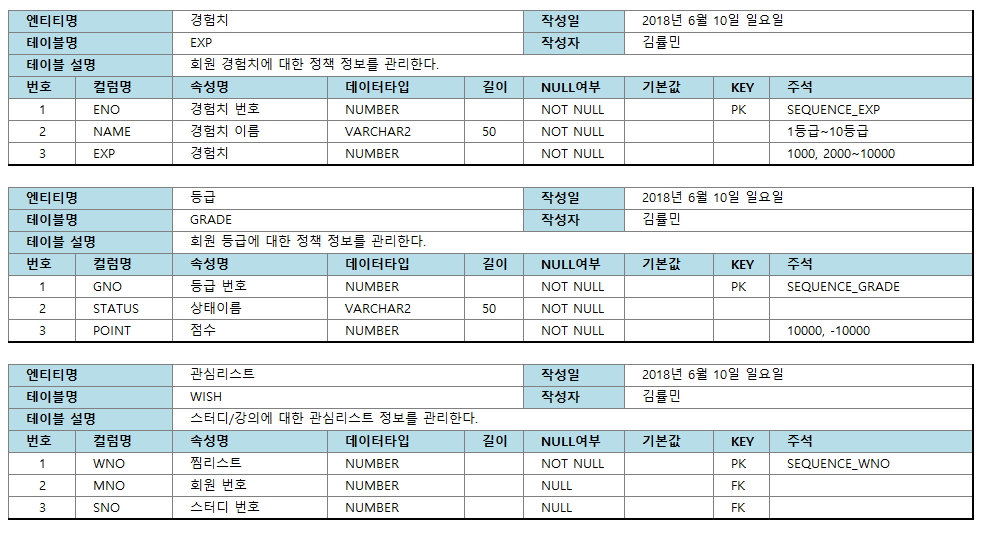 엔티티명 경험치 작성일 2018년 6월 10일 일요일
테이블명 EXP 작성자 김률민
테이블 설명 회원 경험치에 대한 정책 정보를 관리한다.
번호 컬럼명 속성명 데이터타입 길이 NULL여부 기본값 KEY 주석
1 ENO 경험치 번호 NUMBER NOT NULL PK SEQUENCE_EXP
2 NAME 경험치 이름 VARCHAR2 50 NOT NULL 1등급~10등급
3 EXP 경험치 NUMBER NOT NULL 1000, 2000~10000
엔티티명 등급 작성일 2018년 6월 10일 일요일
테이블명 GRADE 작성자 김률민
테이블 설명 회원 등급에 대한 정책 정보를 관리한다.
번호 컬럼명 속성명 데이터타입 길이 NULL여부 기본값 KEY 주석
1 GNO 등급 번호 NUMBER NOT NULL PK SEQUENCE_GRADE
2 STATUS 상태이름 VARCHAR2 50 NOT NULL
3 POINT 점수 NUMBER NOT NULL 10000, -10000
엔티티명 관심리스트 작성일 2018년 6월 10일 일요일
테이블명 WISH 작성자 김률민
테이블 설명 스터디/강의에 대한 관심리스트 정보를 관리한다.
번호 컬럼명 속성명 데이터타입 길이 NULL여부 기본값 KEY 주석
1 WNO 찜리스트 NUMBER NOT NULL PK SEQUENCE_WNO
2 MNO 회원 번호 NUMBER NULL FK
3 SNO 스터디 번호 NUMBER NULL FK